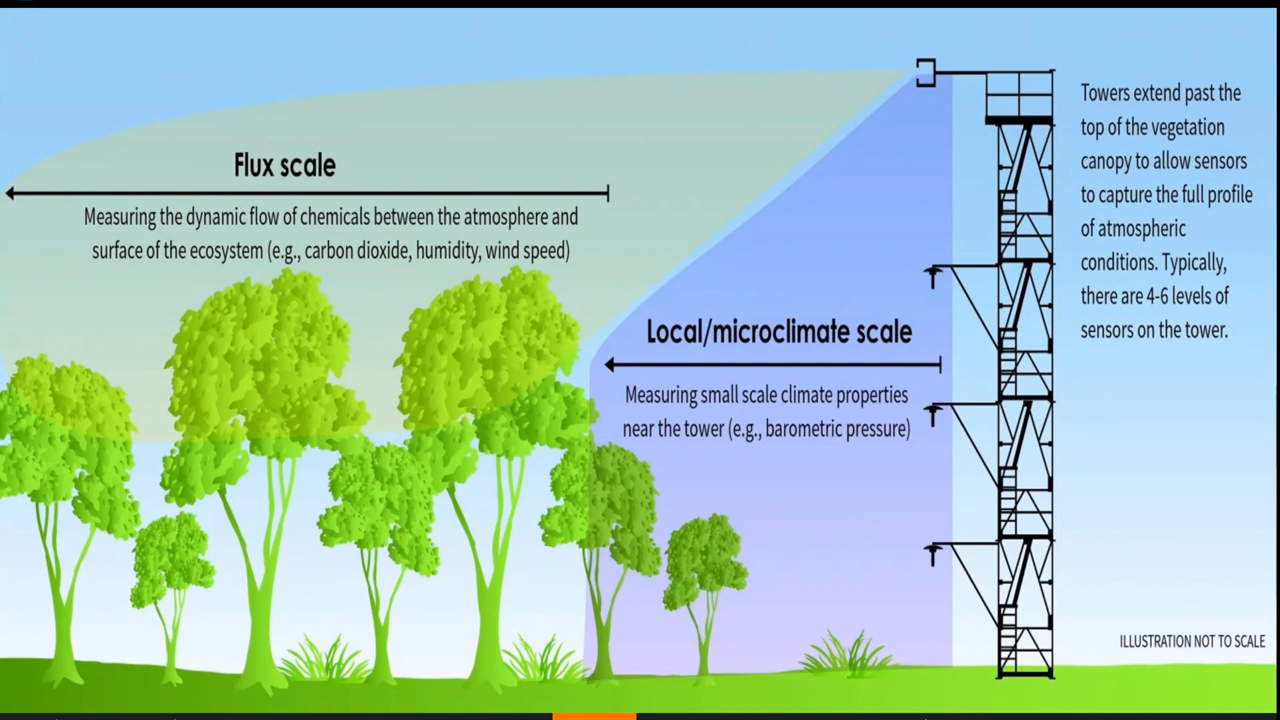 Flux scale
Measuring the dynamic flow of chemicals between the atmosphere and
surface of the ecosystem (e.g., carbon dioxide, humidity, wind speed)
Local/microclimate scale
Measuring small scale climate properties
near the tower (e.g., barometric pressure)
Towers extend past the
top of the vegetation
canopy to allow sensors
to capture the full profile
of atmospheric
conditions. Typically,
there are 4-6 levels of
sensors on the tower.
ILLUSTRATION NOT TO SCALE